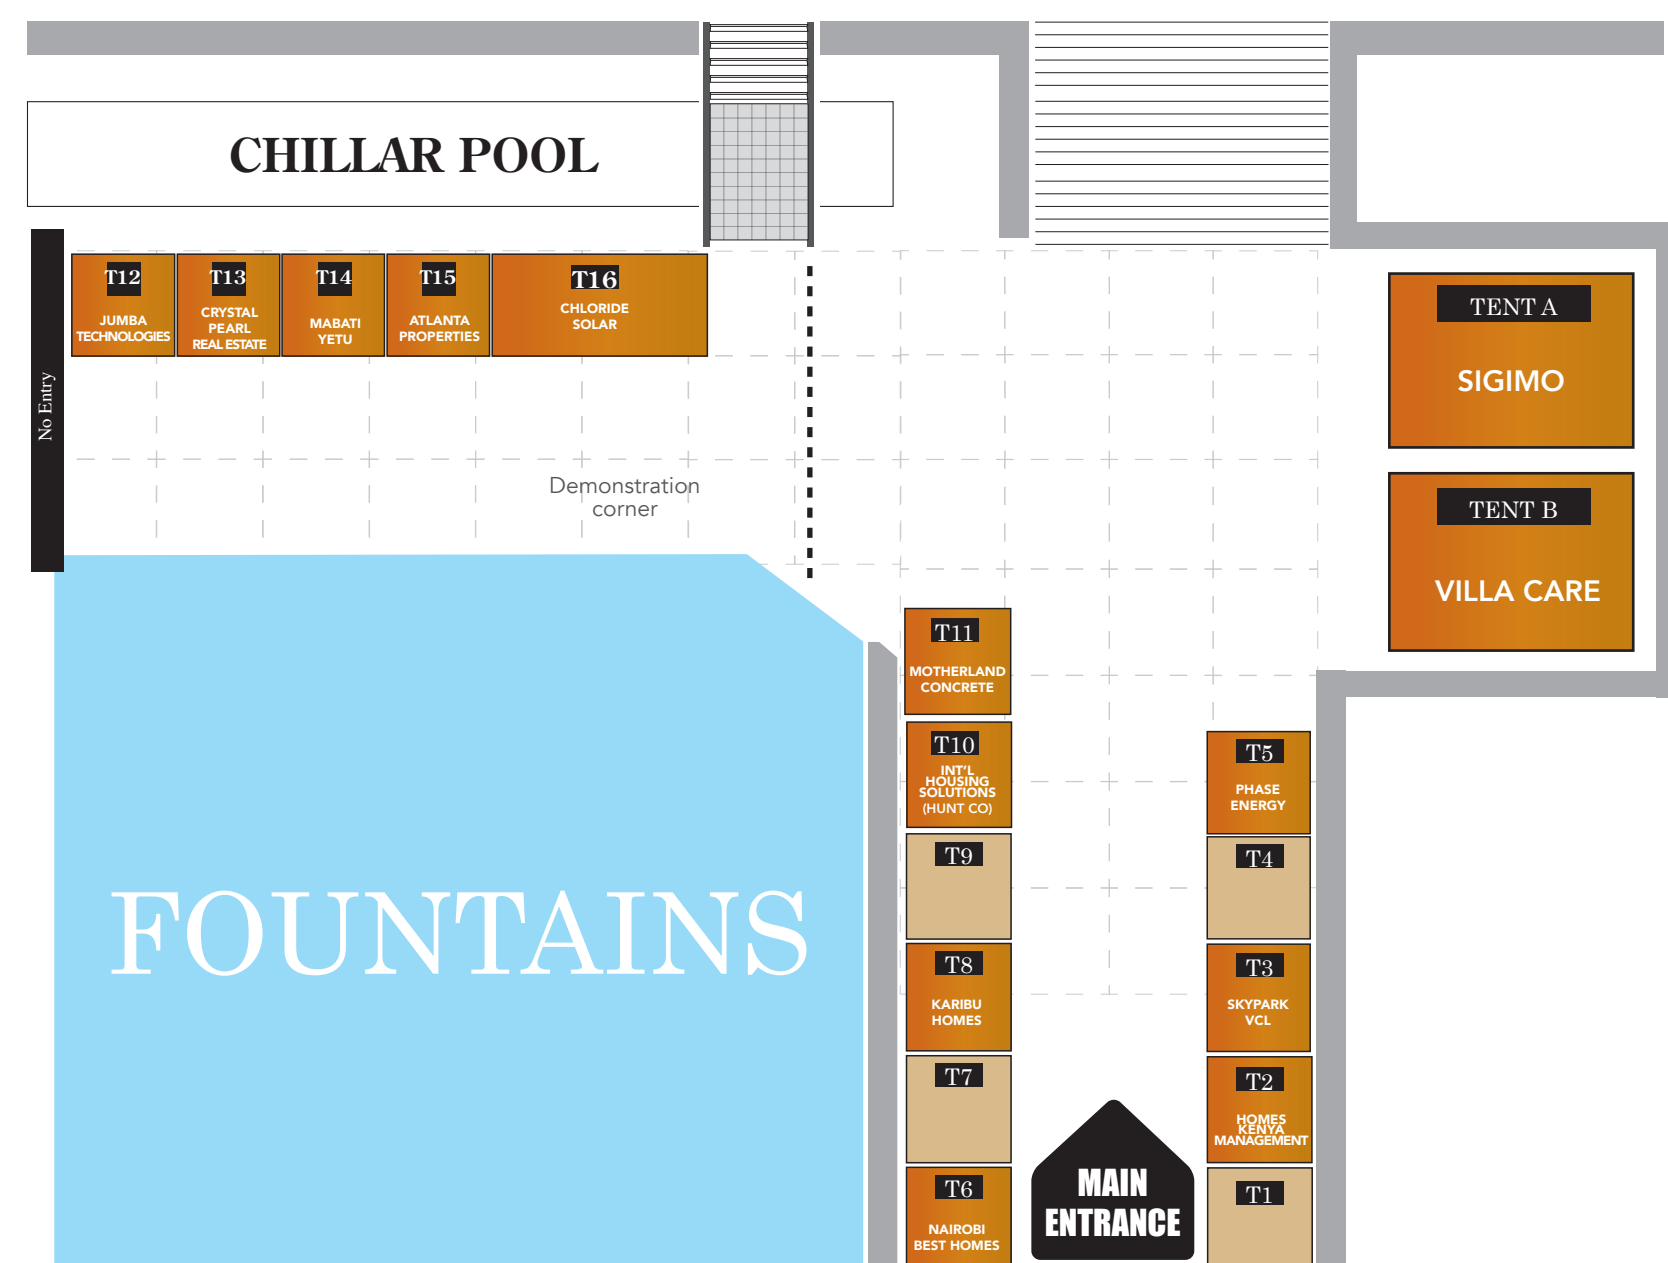 CHILLAR POOL
No Entry
T12
JUMBA
TECHNOLOGIES
T13
CRYSTAL
PEARL
REAL ESTATE
T14
MABATI
YETU
T15
ATLANTA
PROPERTIES
T16
CHLORIDE
SOLAR
TENT A
SIGIMO
Demonstration
corner
TENT B
VILLA CARE
FOUNTAINS
T11
MOTHERLAND
CONCRETE
T10
INT'L
HOUSING
SOLUTIONS
(HUNT CO)
T9
T8
KARIBU
HOMES
T7
T6
NAIROBI
BEST HOMES
T5
PHASE
ENERGY
T4
T3
SKYPARK
VCL
T2
HOMES
KENYA
MANAGEMENT
T1
MAIN
ENTRANCE